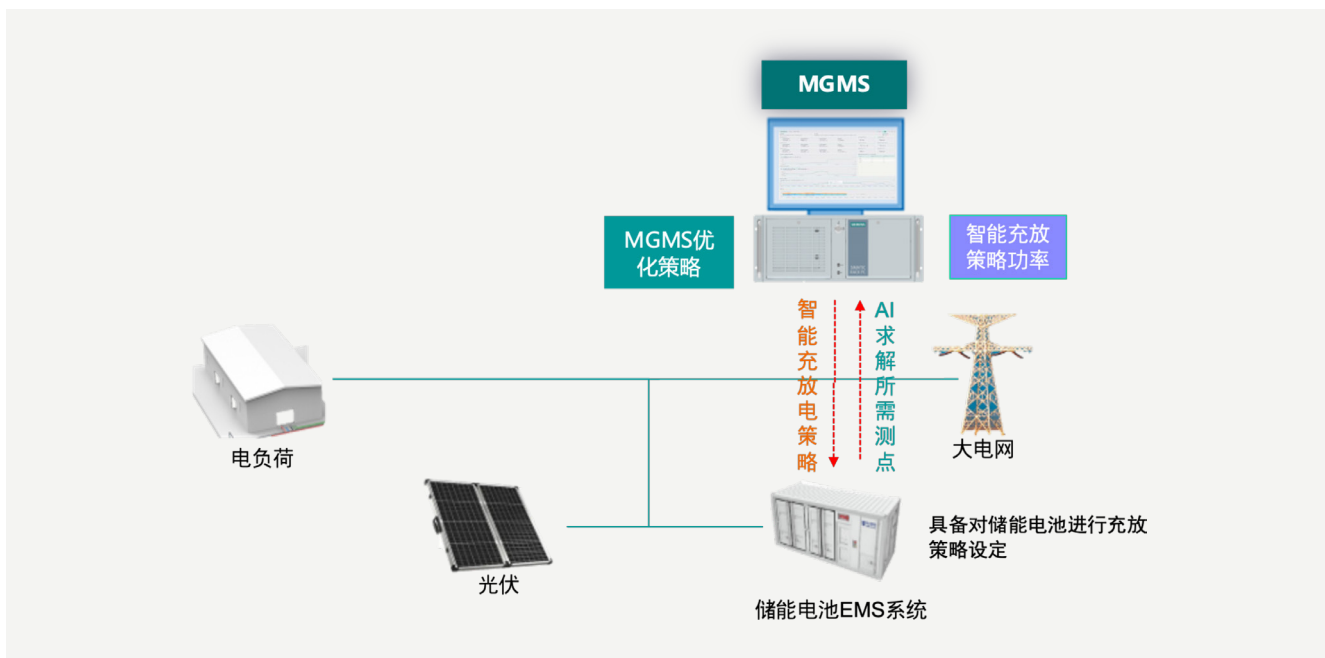 MGMS
MGMS优
化策略
智能充放
策略功率
智能充放电策略
AI求解所需测点
电负荷
大电网
光伏
具备对储能电池进行充放
策略设定
储能电池EMS系统